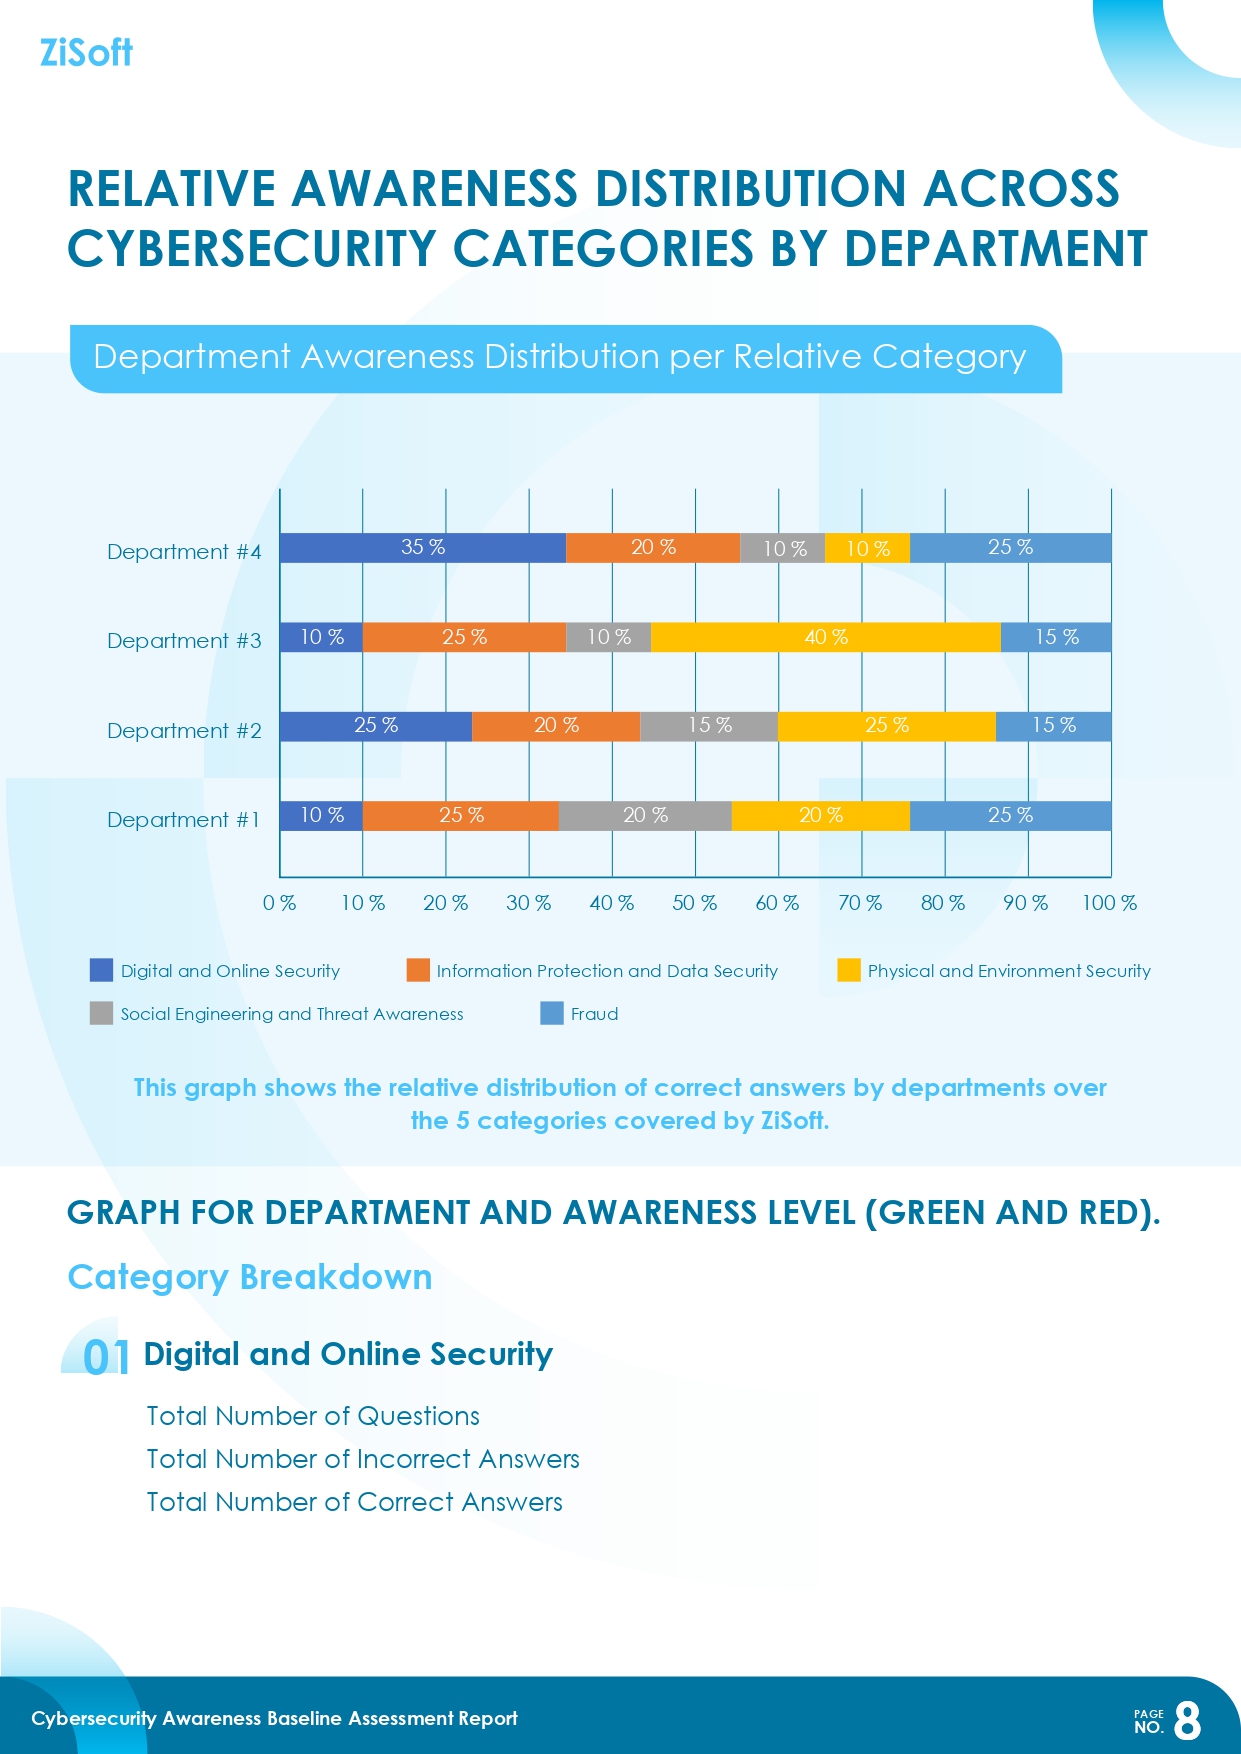 ZiSoft
RELATIVE AWARENESS DISTRIBUTION ACROSS
CYBERSECURITY CATEGORIES BY DEPARTMENT
Department Awareness Distribution per Relative Category
Department #4 35 % 20 % 10 % 10 % 25 %
Department #3 10 % 25 % 10 % 40 % 15 %
Department #2 25 % 20 % 15 % 25 % 15 %
Department #1 10 % 25 % 20 % 20 % 25 %
0 % 10 % 20 % 30 % 40 % 50 % 60 % 70 % 80 % 90 % 100 %
Digital and Online Security Information Protection and Data Security Physical and Environment Security
Social Engineering and Threat Awareness Fraud
This graph shows the relative distribution of correct answers by departments over
the 5 categories covered by ZiSoft.
GRAPH FOR DEPARTMENT AND AWARENESS LEVEL (GREEN AND RED).
Category Breakdown
01 Digital and Online Security
Total Number of Questions
Total Number of Incorrect Answers
Total Number of Correct Answers
Cybersecurity Awareness Baseline Assessment Report
PAGE
NO. 8